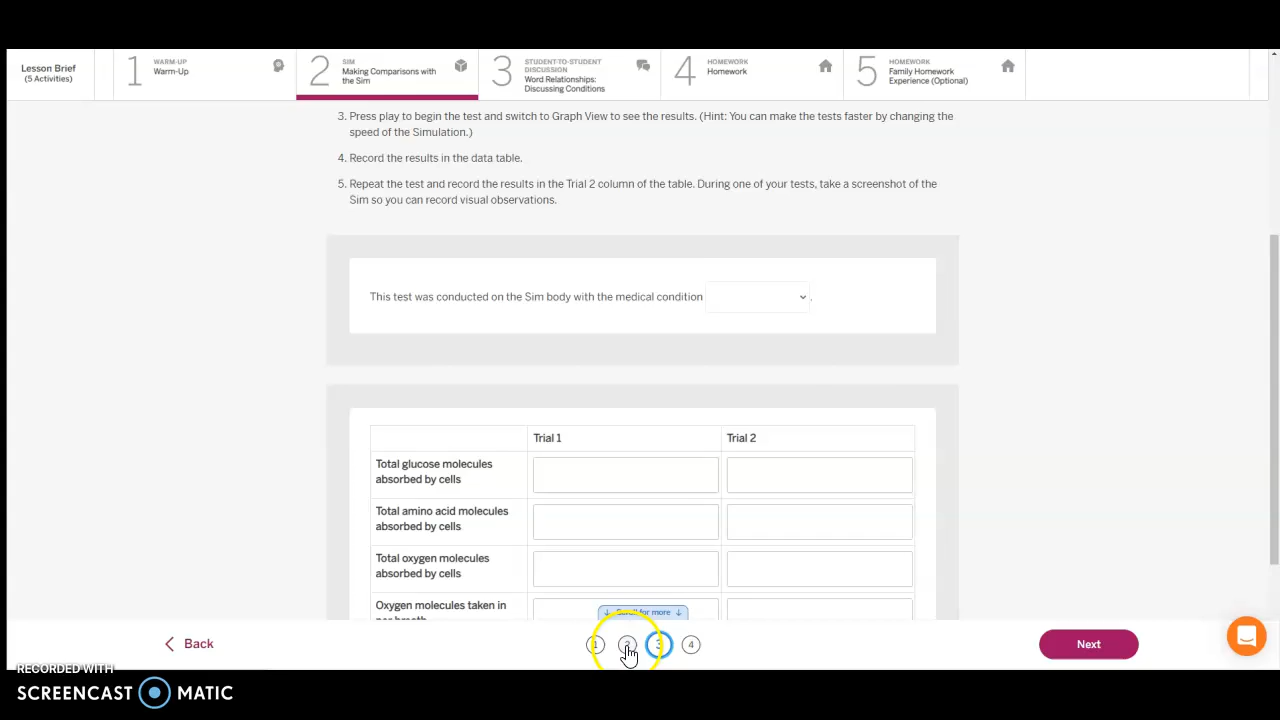 Lesson Brief
(5 Activities)
1
WARM-UP
Warm-Up
2
SIM
Making Comparisons with
the Sim
3
STUDENT-TO-STUDENT
DISCUSSION
Word Relationships:
Discussing Conditions
4
HOMEWORK
Homework
5
HOMEWORK
Family Homework
Experience (Optional)
3. Press play to begin the test and switch to Graph View to see the results. (Hint: You can make the tests faster by changing the
speed of the Simulation.)
4. Record the results in the data table.
5. Repeat the test and record the results in the Trial 2 column of the table. During one of your tests, take a screenshot of the
Sim so you can record visual observations.
This test was conducted on the Sim body with the medical condition .
Trial 1
Trial 2
Total glucose molecules
absorbed by cells
Total amino acid molecules
absorbed by cells
Total oxygen molecules
absorbed by cells
Oxygen molecules taken in
per breath
↓ Scroll for more ↓
Back
1
2
3
4
Next
RECORDED WITH
SCREENCAST MATIC